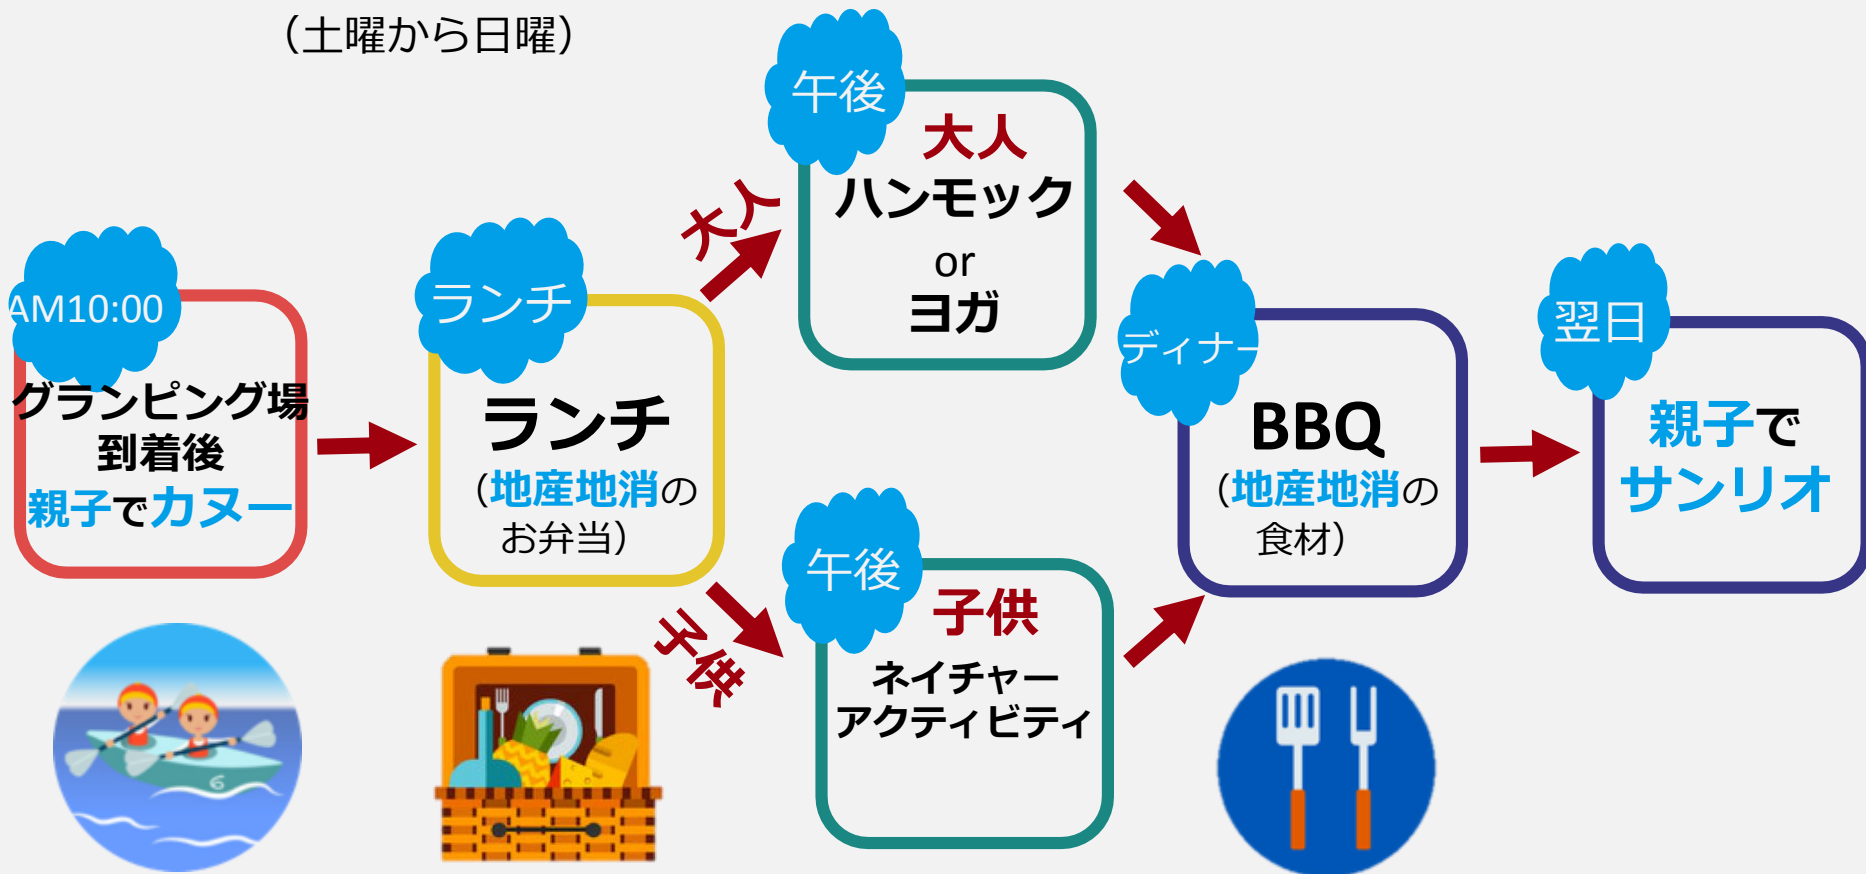 （土曜から日曜）
AM10:00
グランピング場
到着後
親子でカヌー
ランチ
ランチ
（地産地消の
お弁当）
大人
午後
大人
ハンモック
or
ヨガ
子供
午後
子供
ネイチャー
アクティビティ
ディナー
BBQ
（地産地消の
食材）
翌日
親子で
サンリオ
6